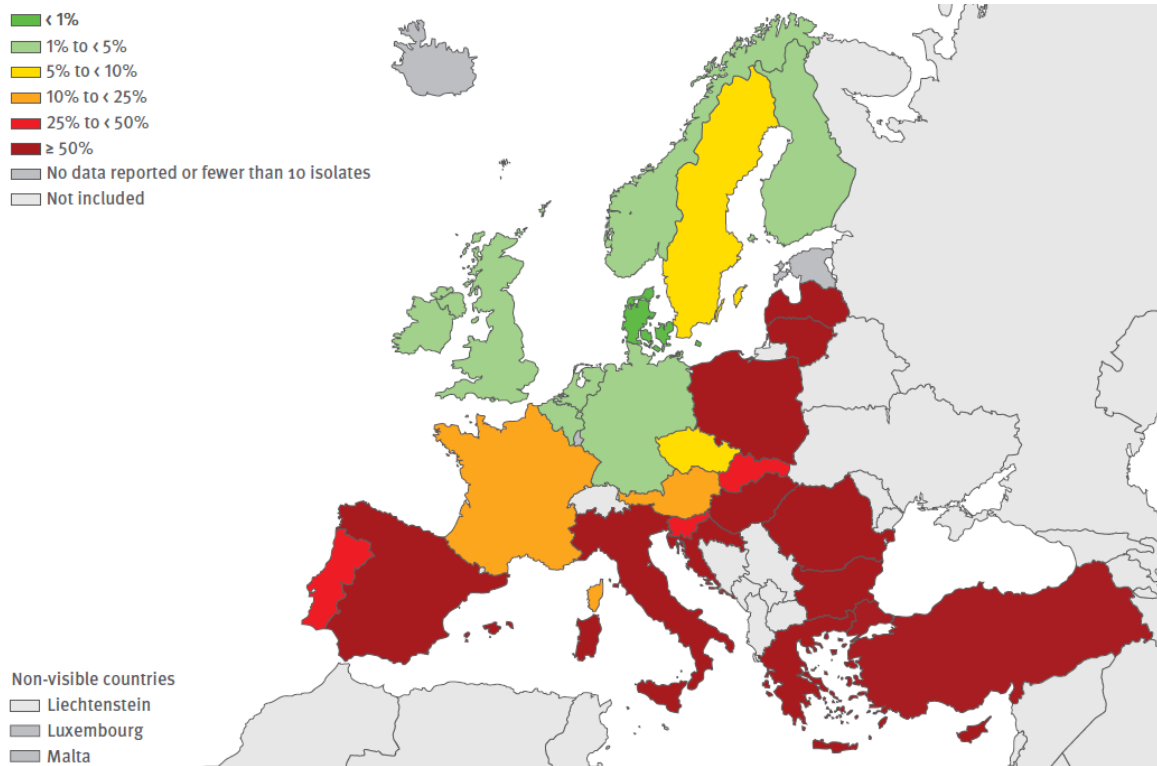 < 1%
1% to < 5%
5% to < 10%
10% to < 25%
25% to < 50%
≥ 50%
No data reported or fewer than 10 isolates
Not included
Non-visible countries
Liechtenstein
Luxembourg
Malta